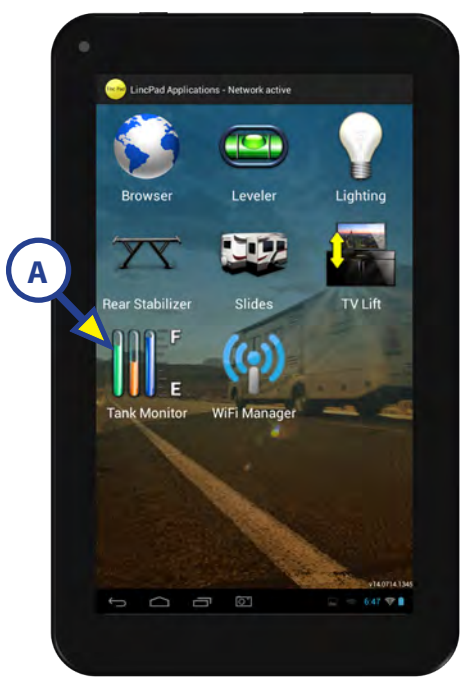 LincPad Applications - Network active
Browser
Leveler
Lighting
A
Rear Stabilizer
Slides
TV Lift
F
E
Tank Monitor
WiFi Manager
v14.0714.1345
6:47